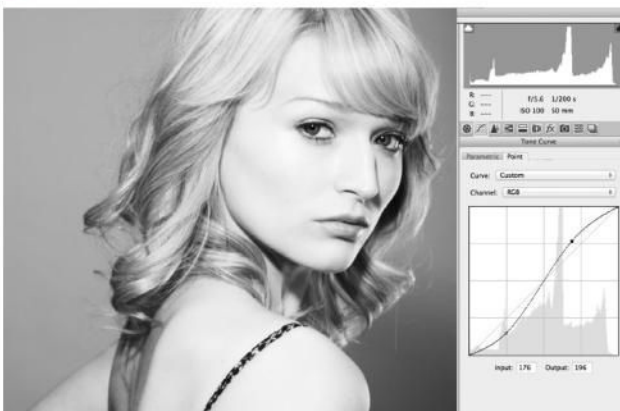 R: ----
G: ----
B: ----
f/5.6 1/200 s
ISO 100 50 mm
fx
Tone Curve
Parametric Point
Curve: Custom
Channel: RGB
Input: 176 Output: 196